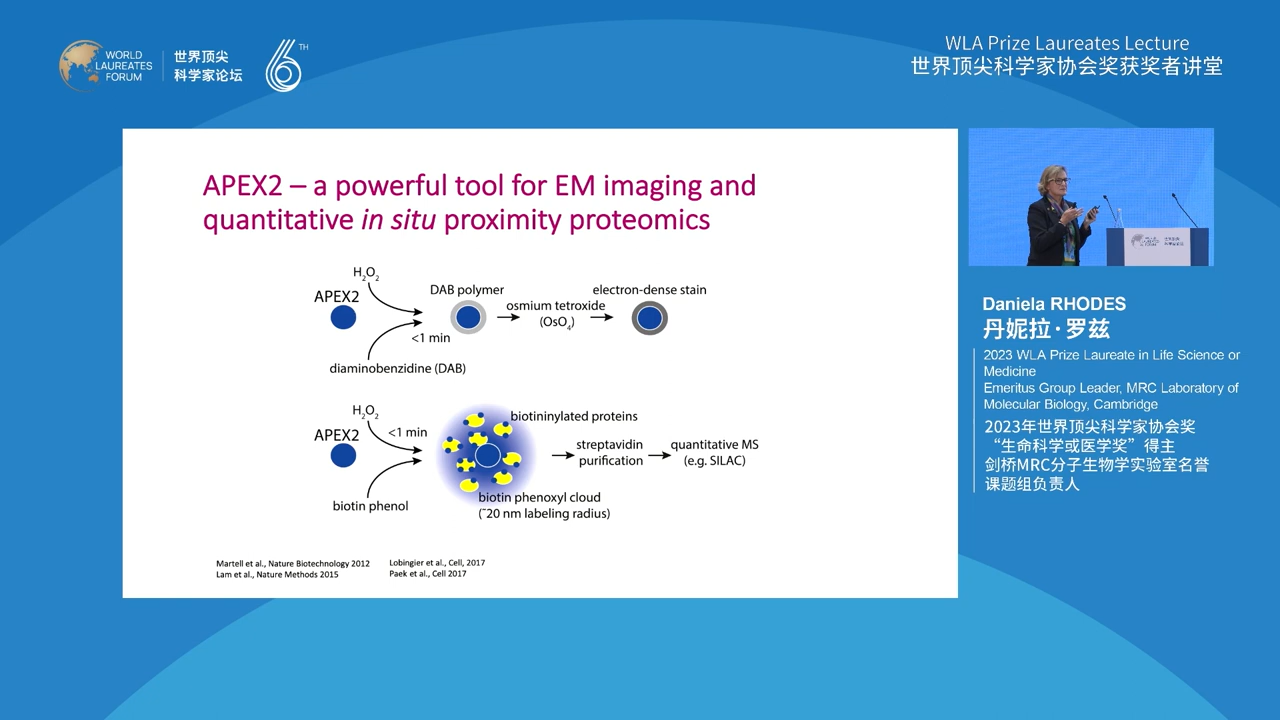 WORLD
LAUREATES
FORUM
世界顶尖
科学家论坛
6
TH
WLA Prize Laureates Lecture
世界顶尖科学家协会奖获奖者讲堂
APEX2 – a powerful tool for EM imaging and
quantitative in situ proximity proteomics
H2O2
APEX2
<1 min
diaminobenzidine (DAB)
DAB polymer
osmium tetroxide
(OsO4)
electron-dense stain
H2O2
APEX2
<1 min
biotin phenol
biotininylated proteins
biotin phenoxyl cloud
(˜20 nm labeling radius)
streptavidin
purification
quantitative MS
(e.g. SILAC)
Martell et al., Nature Biotechnology 2012
Lam et al., Nature Methods 2015
Lobingier et al., Cell, 2017
Paek et al., Cell 2017
Daniela RHODES
丹妮拉·罗兹
2023 WLA Prize Laureate in Life Science or
Medicine
Emeritus Group Leader, MRC Laboratory of
Molecular Biology, Cambridge
2023年世界顶尖科学家协会奖
“生命科学或医学奖”得主
剑桥MRC分子生物学实验室名誉
课题组负责人